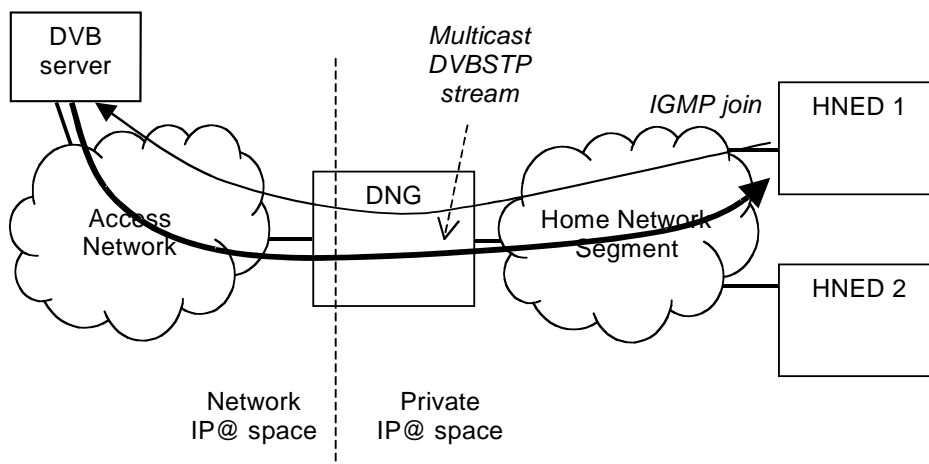 DVB
server
Multicast
DVBSTP
stream
IGMP join
HNED 1
DNG
Access
Network
Home Network
Segment
HNED 2
Network
IP@ space
Private
IP@ space